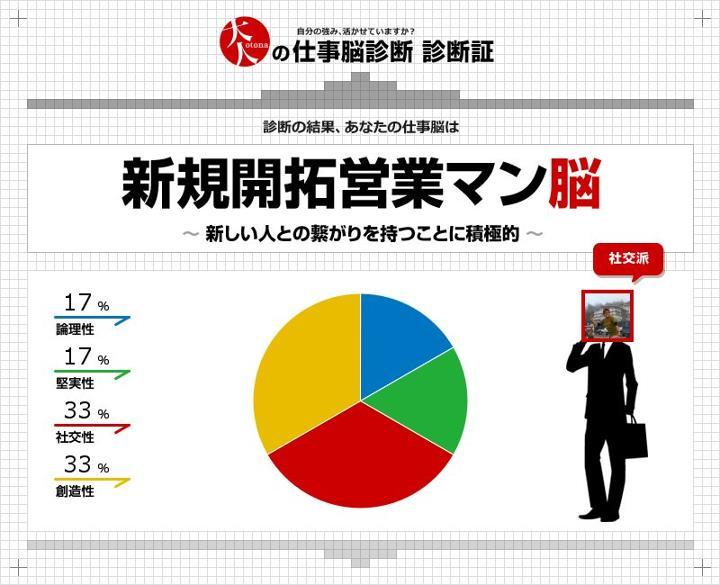 自分の強み、活かせていますか?
大人 otona の仕事脳診断 診断証
診断の結果、あなたの仕事脳は
新規開拓営業マン脳
～ 新しい人との繋がりを持つことに積極的 ～
社交派
17 %
論理性
17 %
堅実性
33 %
社交性
33 %
創造性